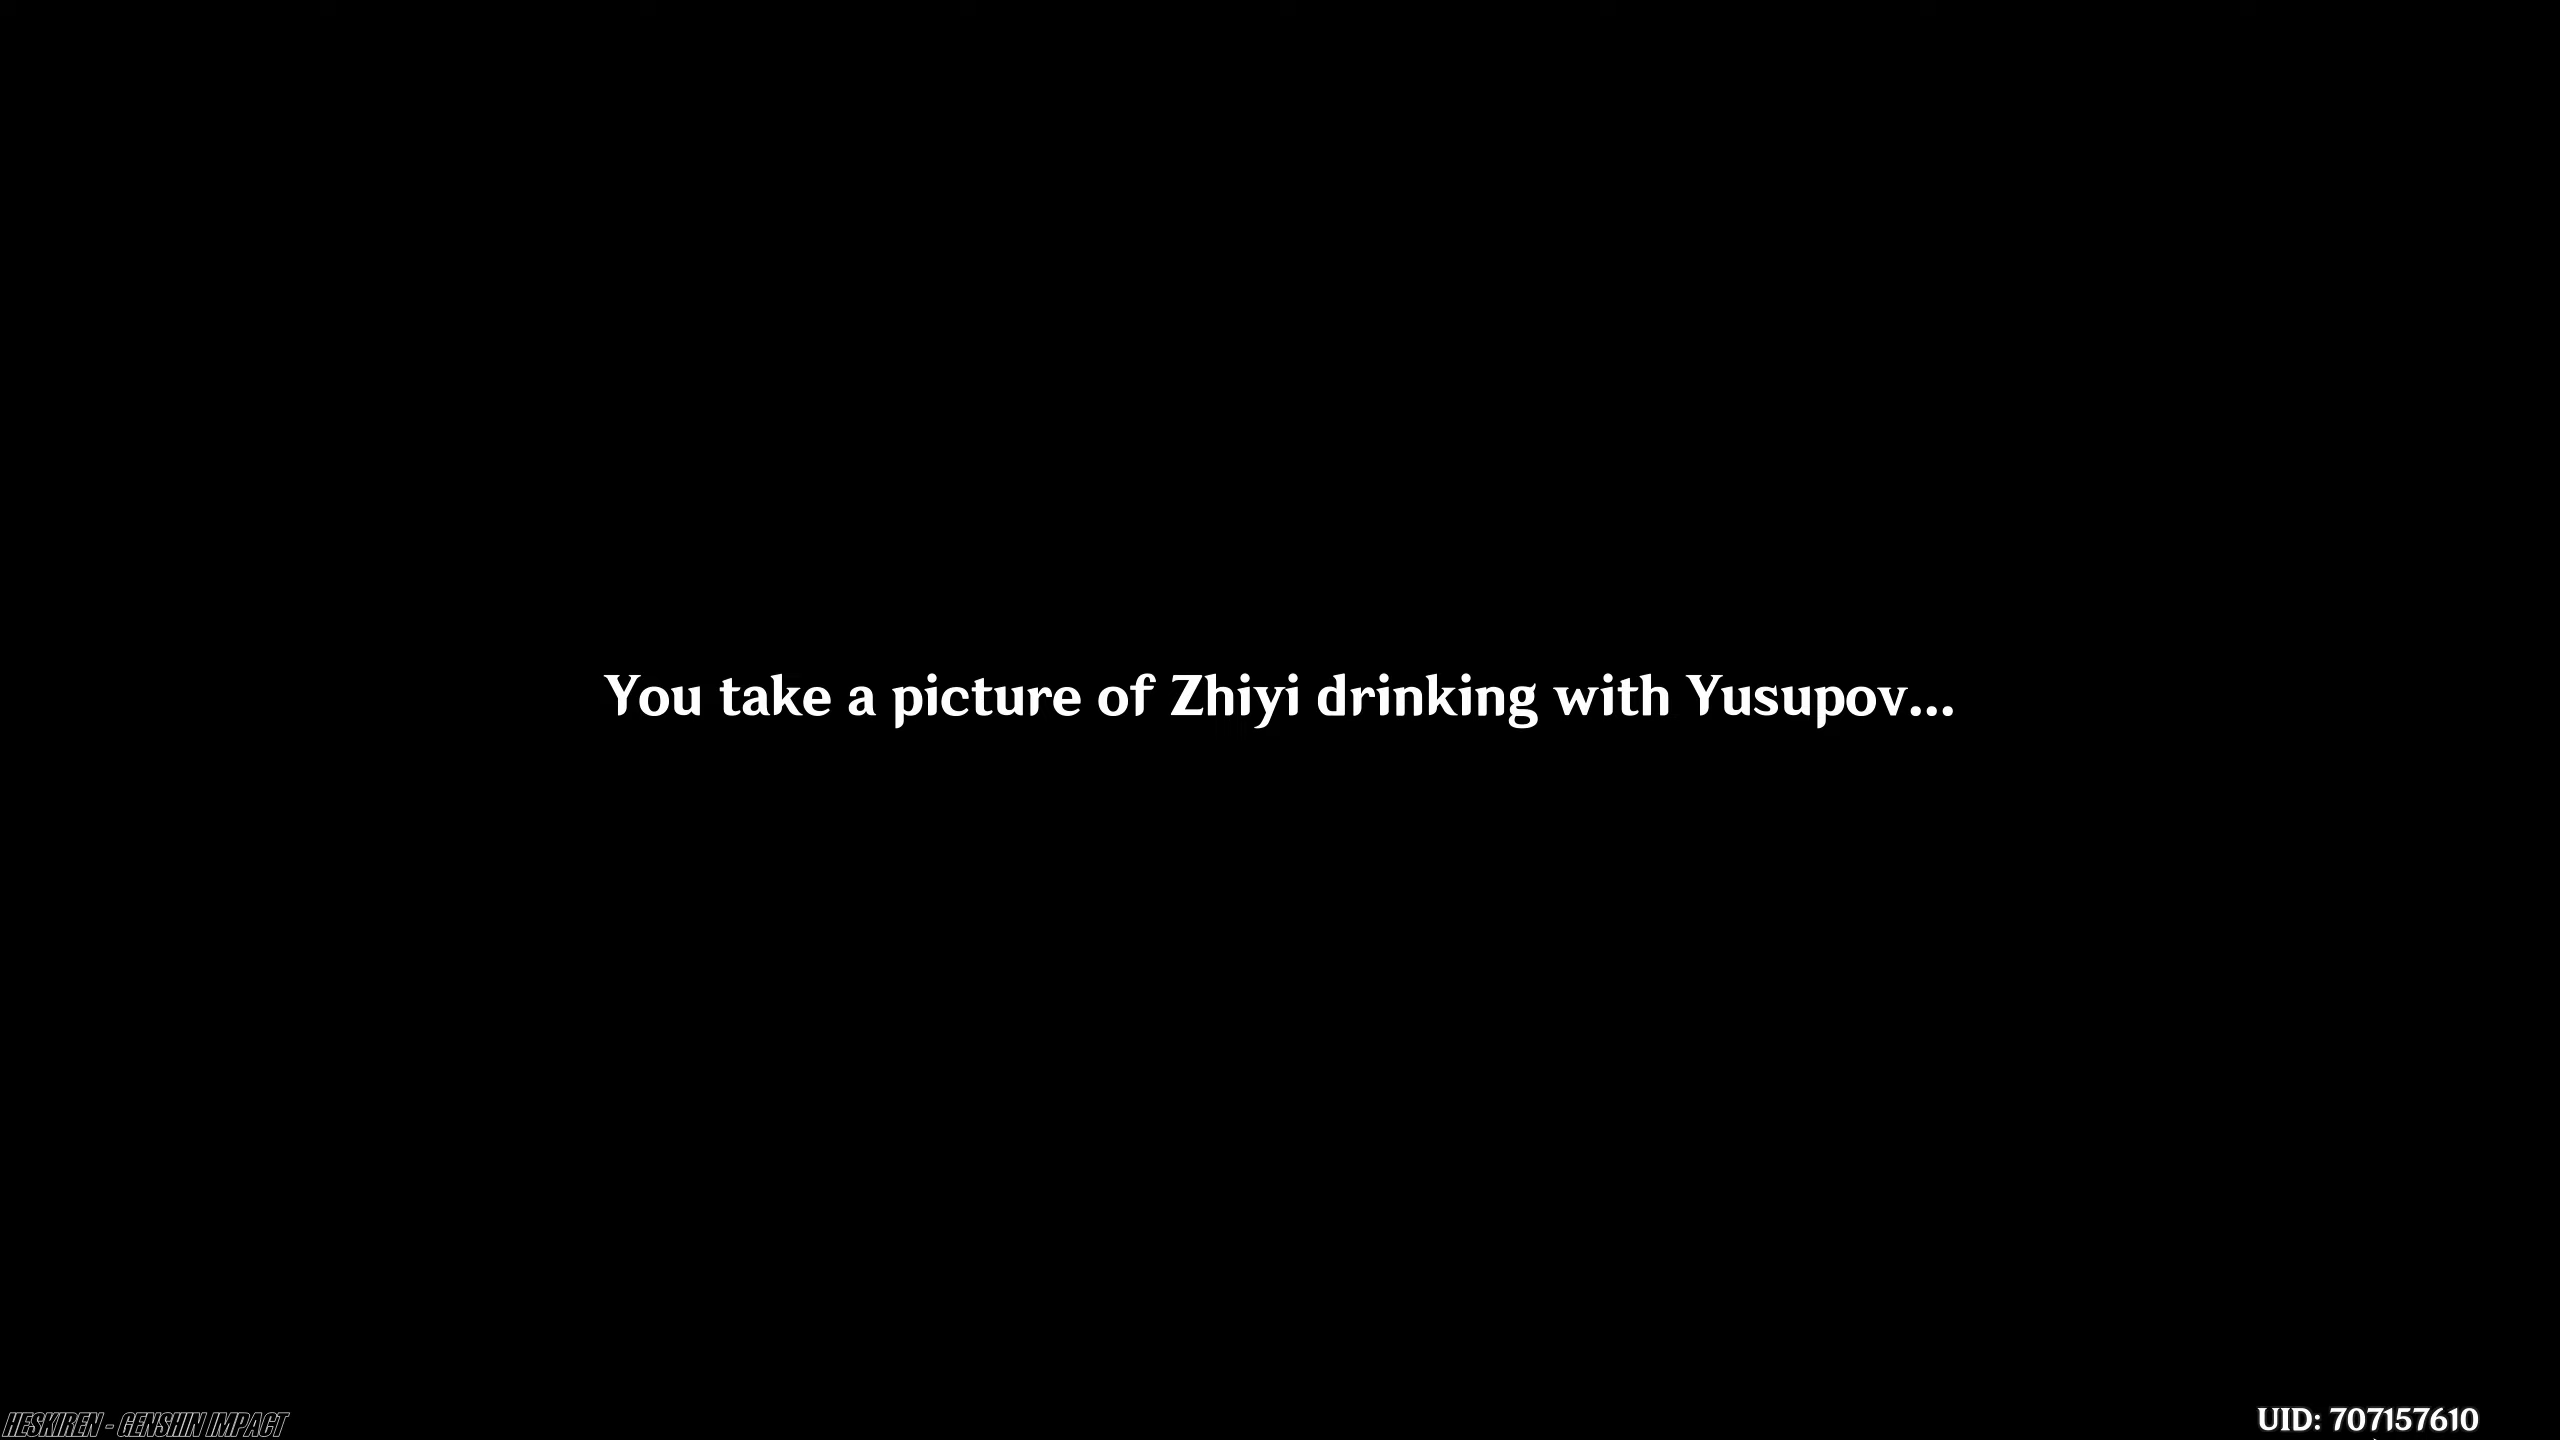 You take a picture of Zhiyi drinking with Yusupov...
HESKIREN - GENSHIN IMPACT
UID: 707157610